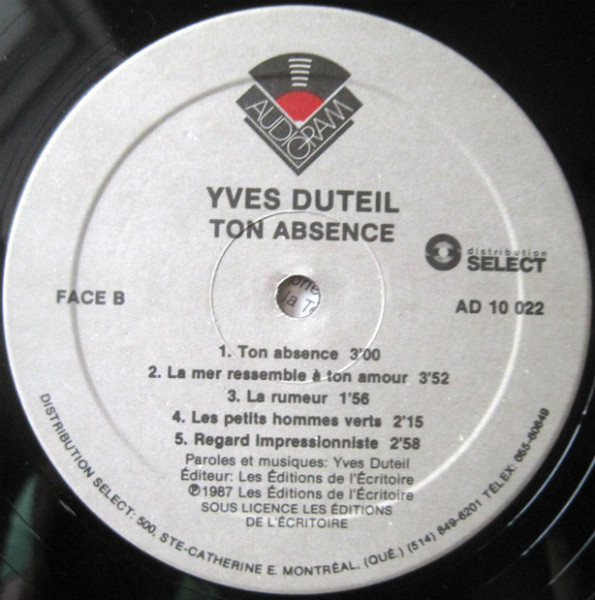 AUDIOGRAM
YVES DUTEIL
TON ABSENCE
distribution
SELECT
FACE B
AD 10 022
la T
1. Ton absence 3'00
2. La mer ressemble à ton amour 3'52
3. La rumeur 1'56
4. Les petits hommes verts 2'15
5. Regard Impressionniste 2'58
Paroles et musiques: Yves Duteil
Éditeur: Les Éditions de l'Écritoire
℗1987 Les Éditions de l'Écritoire
SOUS LICENCE LES ÉDITIONS
DE L'ÉCRITOIRE
DISTRIBUTION SELECT: 500, STE-CATHERINE E. MONTRÉAL, (QUÉ.) (514) 849-6201 TÉLEX: 055-60649